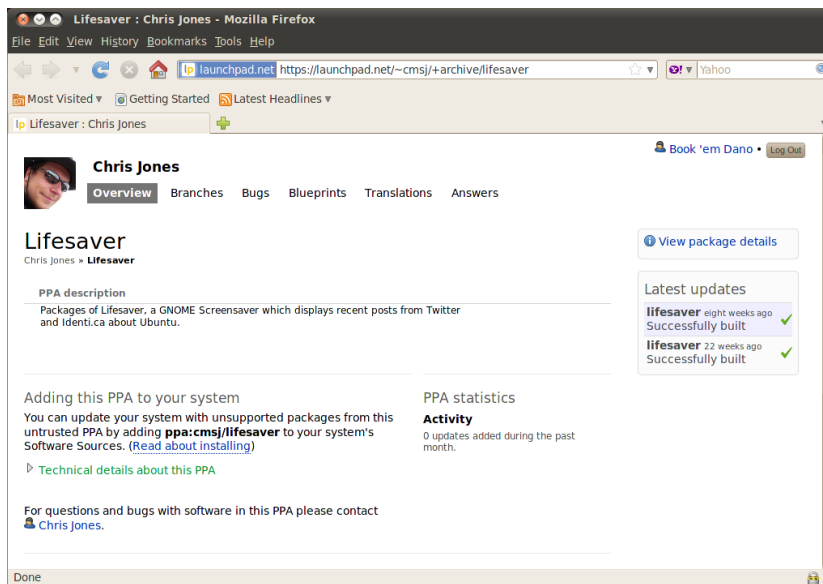 Lifesaver : Chris Jones - Mozilla Firefox
File Edit View History Bookmarks Tools Help
lp launchpad.net https://launchpad.net/~cmsj/+archive/lifesaver
Yahoo
Most Visited Getting Started Latest Headlines
lp Lifesaver : Chris Jones
Book 'em Dano • Log Out
Chris Jones
Overview Branches Bugs Blueprints Translations Answers
Lifesaver
Chris Jones » Lifesaver
PPA description
Packages of Lifesaver, a GNOME Screensaver which displays recent posts from Twitter
and Identi.ca about Ubuntu.
View package details
Latest updates
lifesaver eight weeks ago
Successfully built
lifesaver 22 weeks ago
Successfully built
Adding this PPA to your system
You can update your system with unsupported packages from this
untrusted PPA by adding ppa:cmsj/lifesaver to your system's
Software Sources. (Read about installing)
Technical details about this PPA
PPA statistics
Activity
0 updates added during the past
month.
For questions and bugs with software in this PPA please contact
Chris Jones.
Done